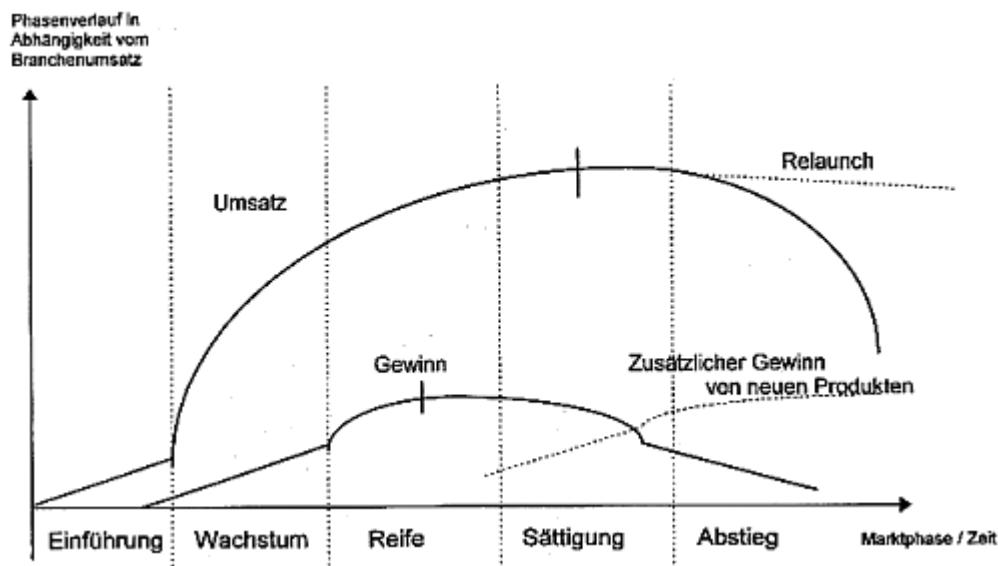 Phasenverlauf in
Abhängigkeit vom
Branchenumsatz
Relaunch
Umsatz
Gewinn
Zusätzlicher Gewinn
von neuen Produkten
Einführung
Wachstum
Reife
Sättigung
Abstieg
Marktphase / Zeit